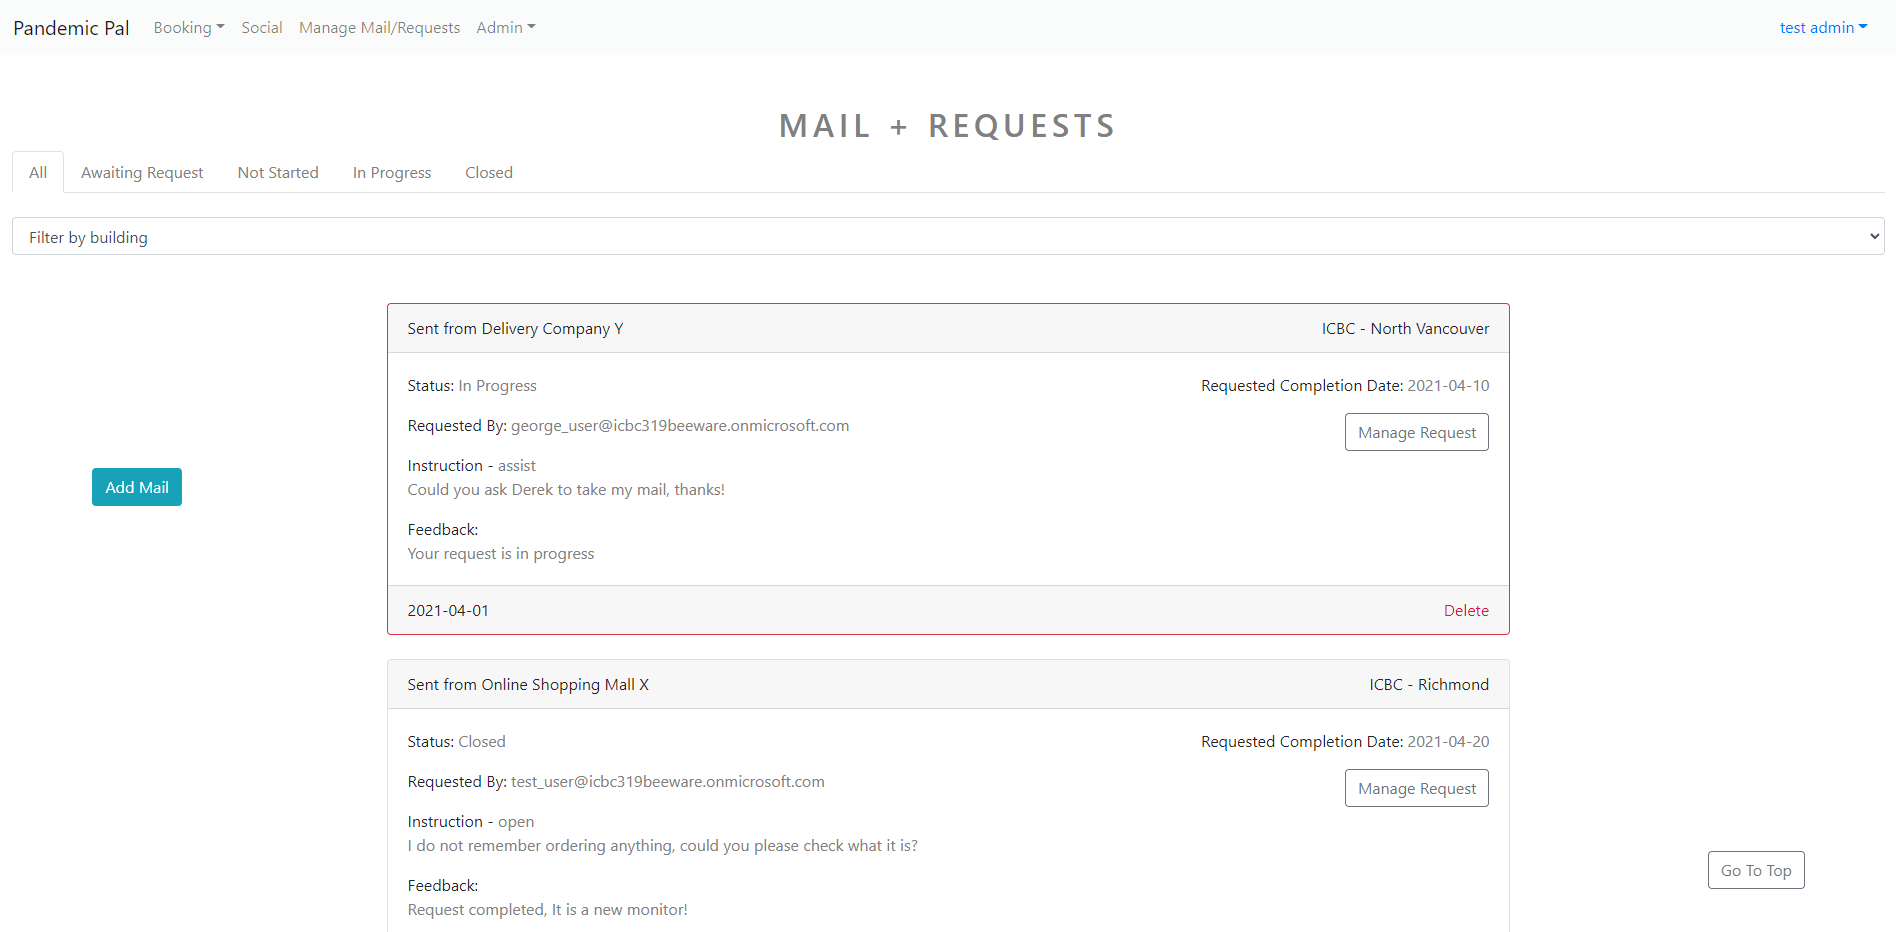 Pandemic Pal Booking Social Manage Mail/Requests Admin test admin
MAIL + REQUESTS
All Awaiting Request Not Started In Progress Closed
Filter by building
Sent from Delivery Company Y ICBC - North Vancouver
Status: In Progress Requested Completion Date: 2021-04-10
Requested By: george_user@icbc319beeware.onmicrosoft.com
Manage Request
Instruction - assist
Could you ask Derek to take my mail, thanks!
Add Mail
Feedback:
Your request is in progress
2021-04-01 Delete
Sent from Online Shopping Mall X ICBC - Richmond
Status: Closed Requested Completion Date: 2021-04-20
Requested By: test_user@icbc319beeware.onmicrosoft.com
Manage Request
Instruction - open
I do not remember ordering anything, could you please check what it is?
Go To Top
Feedback:
Request completed, It is a new monitor!